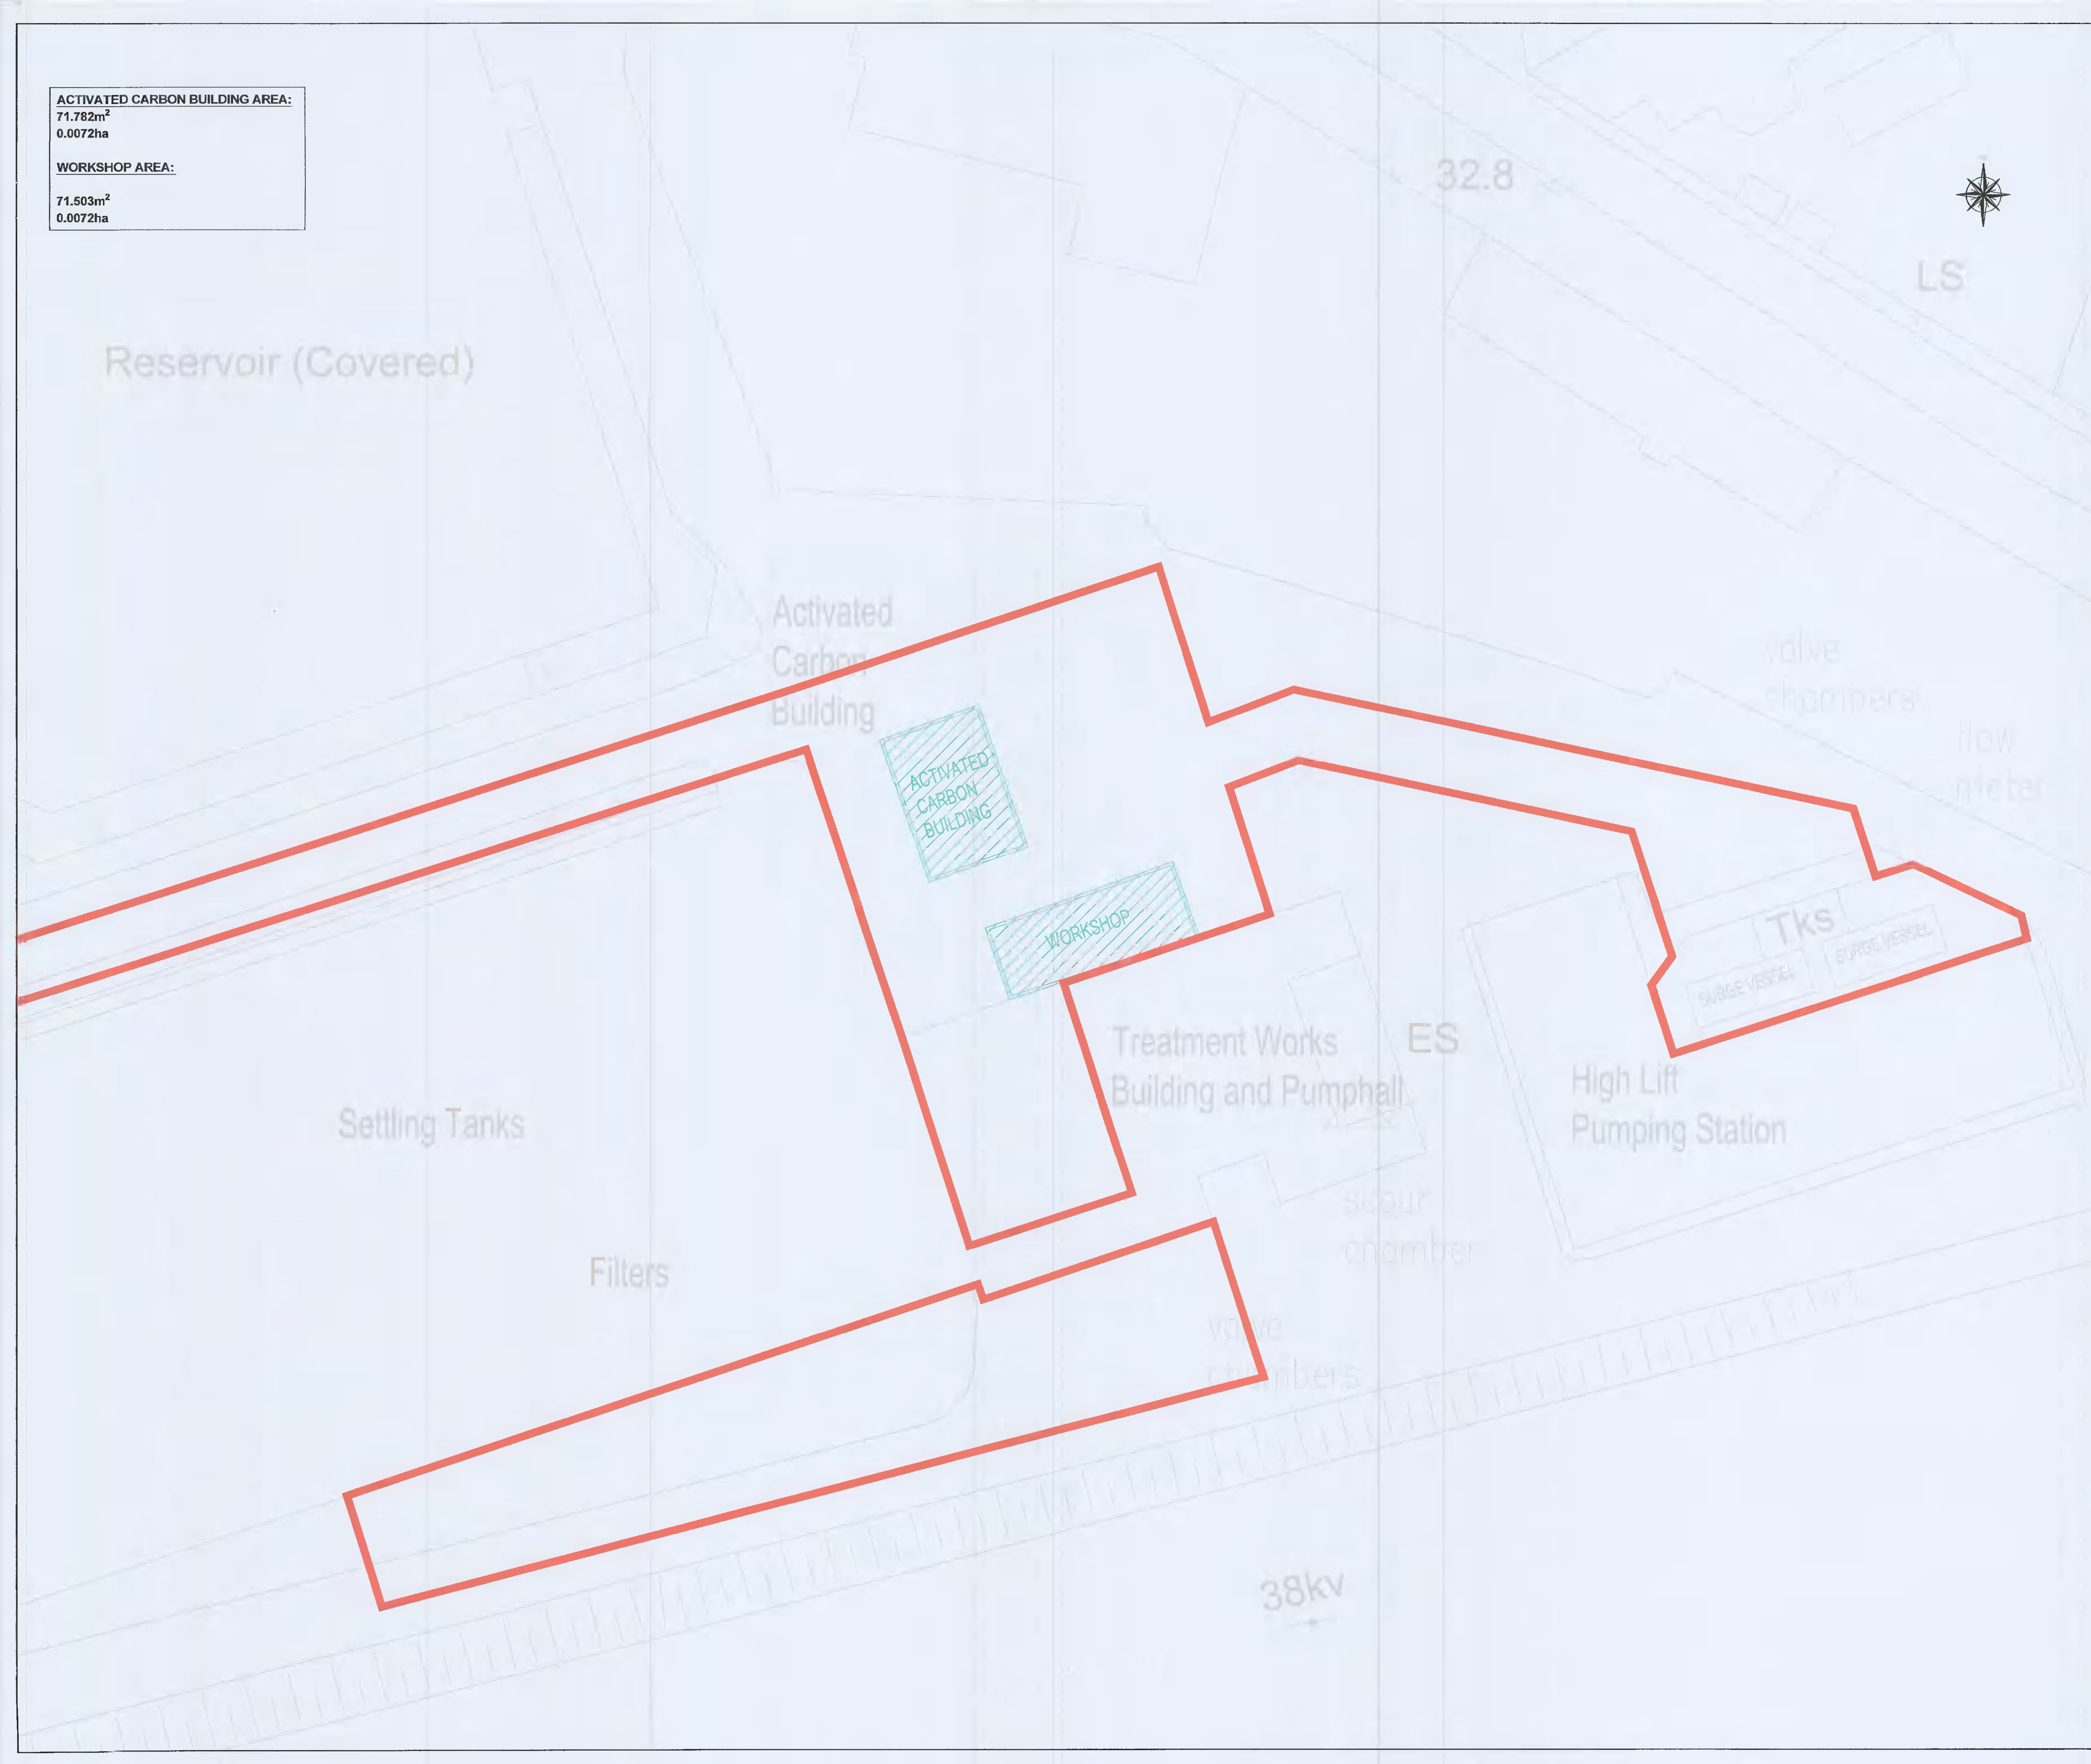 ACTIVATED CARBON BUILDING AREA:
71.782m²
0.0072ha
WORKSHOP AREA:
71.503m²
0.0072ha
32.8
LS
Reservoir (Covered)
Activated
Carbon
Building
valve
chambers
flow
meter
ACTIVATED
CARBON
BUILDING
WORKSHOP
Tks
SURGE VESSEL
SURGE VESSEL
Treatment Works
Building and Pumphall
ES
High Lift
Pumping Station
Settling Tanks
scour
chamber
Filters
valve
chambers
38kv